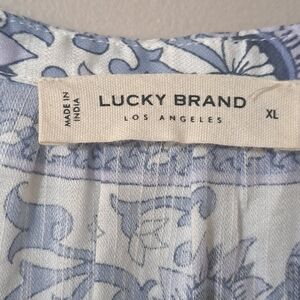 MADE IN
INDIA
LUCKY BRAND
LOS ANGELES
XL